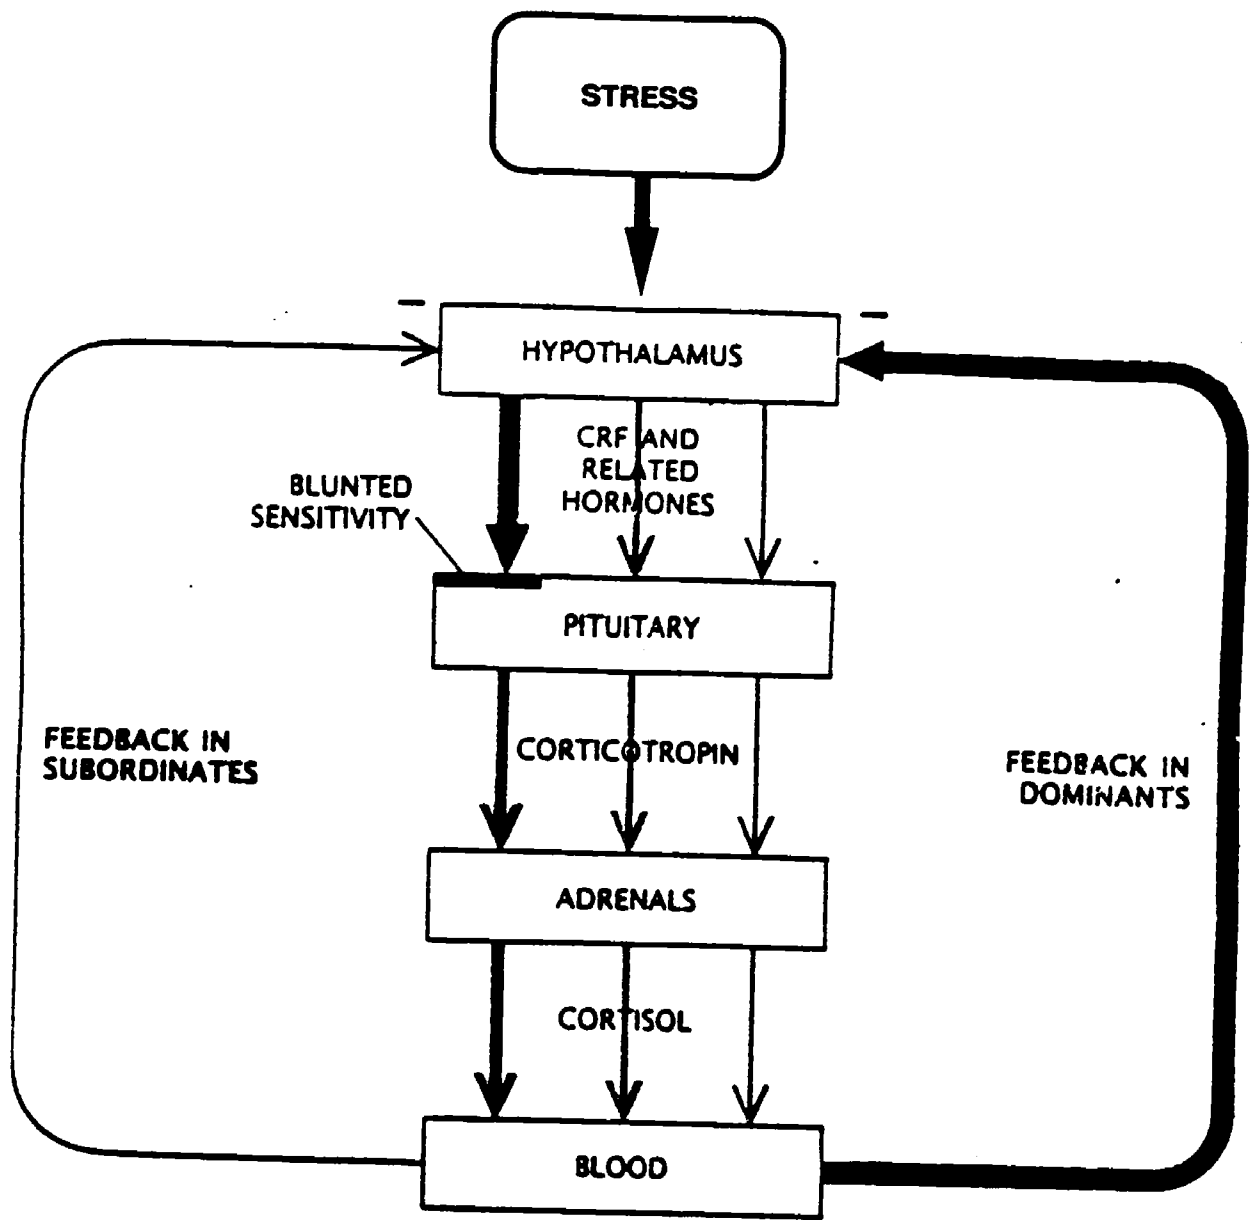 STRESS
–
–
HYPOTHALAMUS
CRF AND
RELATED
HORMONES
BLUNTED
SENSITIVITY
PITUITARY
FEEDBACK IN
SUBORDINATES
CORTICOTROPIN
FEEDBACK IN
DOMINANTS
ADRENALS
CORTISOL
BLOOD